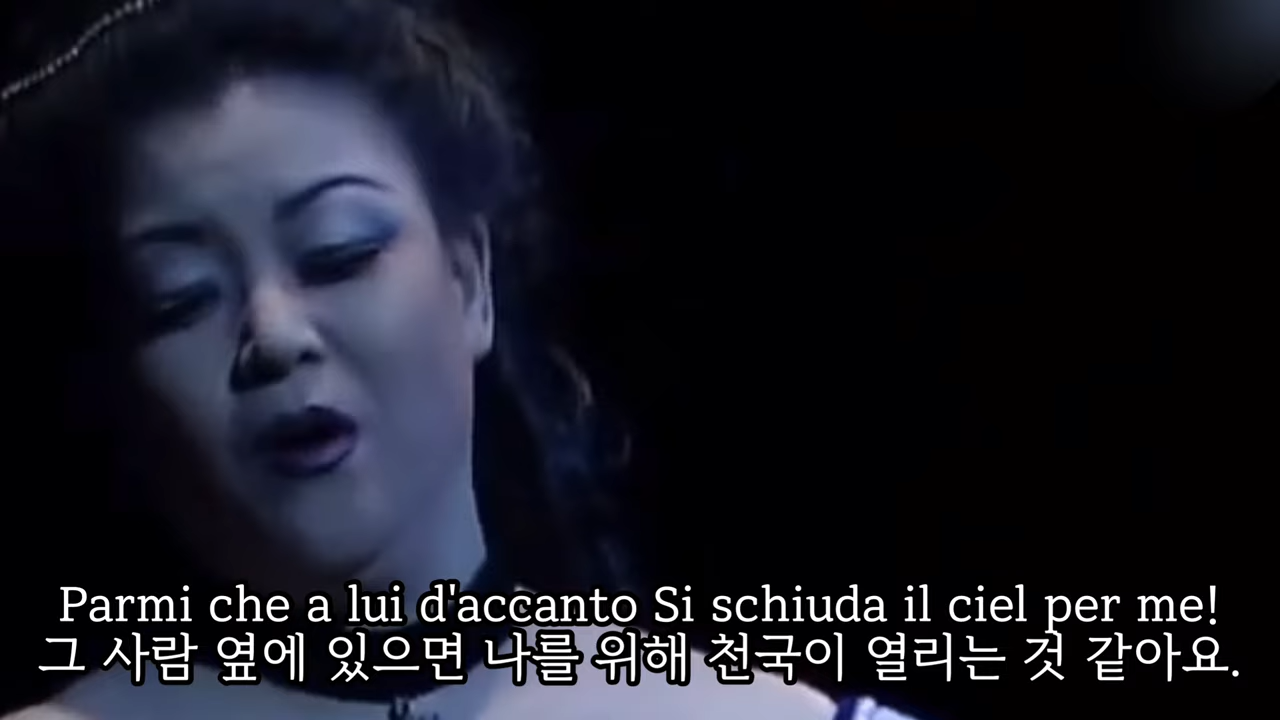 Parmi che a lui d'accanto Si schiuda il ciel per me!
그 사람 옆에 있으면 나를 위해 천국이 열리는 것 같아요.